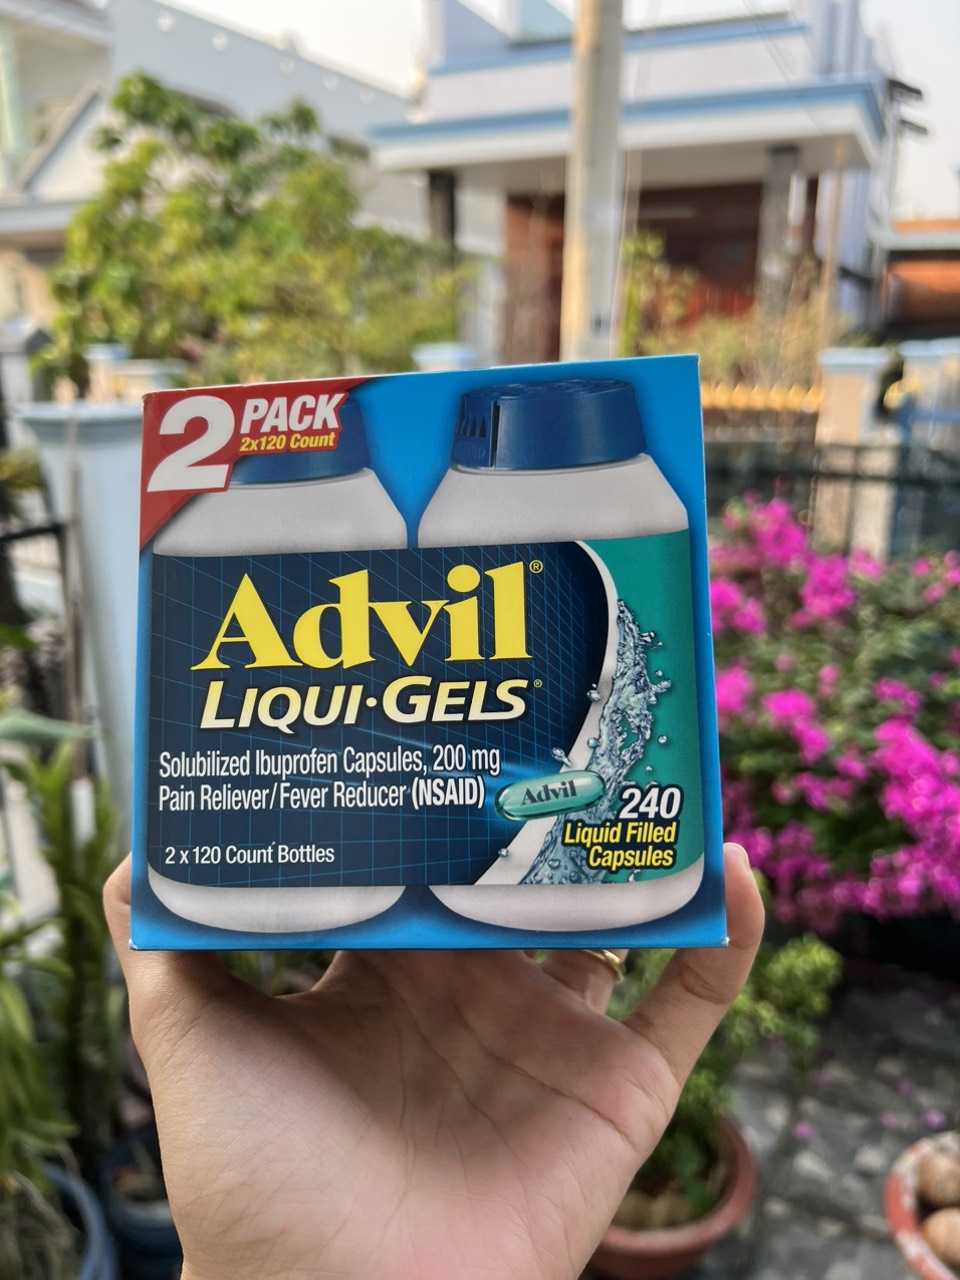 2 PACK
2x120 Count
Advil®
LIQUI·GELS®
Solubilized Ibuprofen Capsules, 200 mg
Pain Reliever/Fever Reducer (NSAID)
Advil
240
Liquid Filled
Capsules
2 x 120 Count Bottles